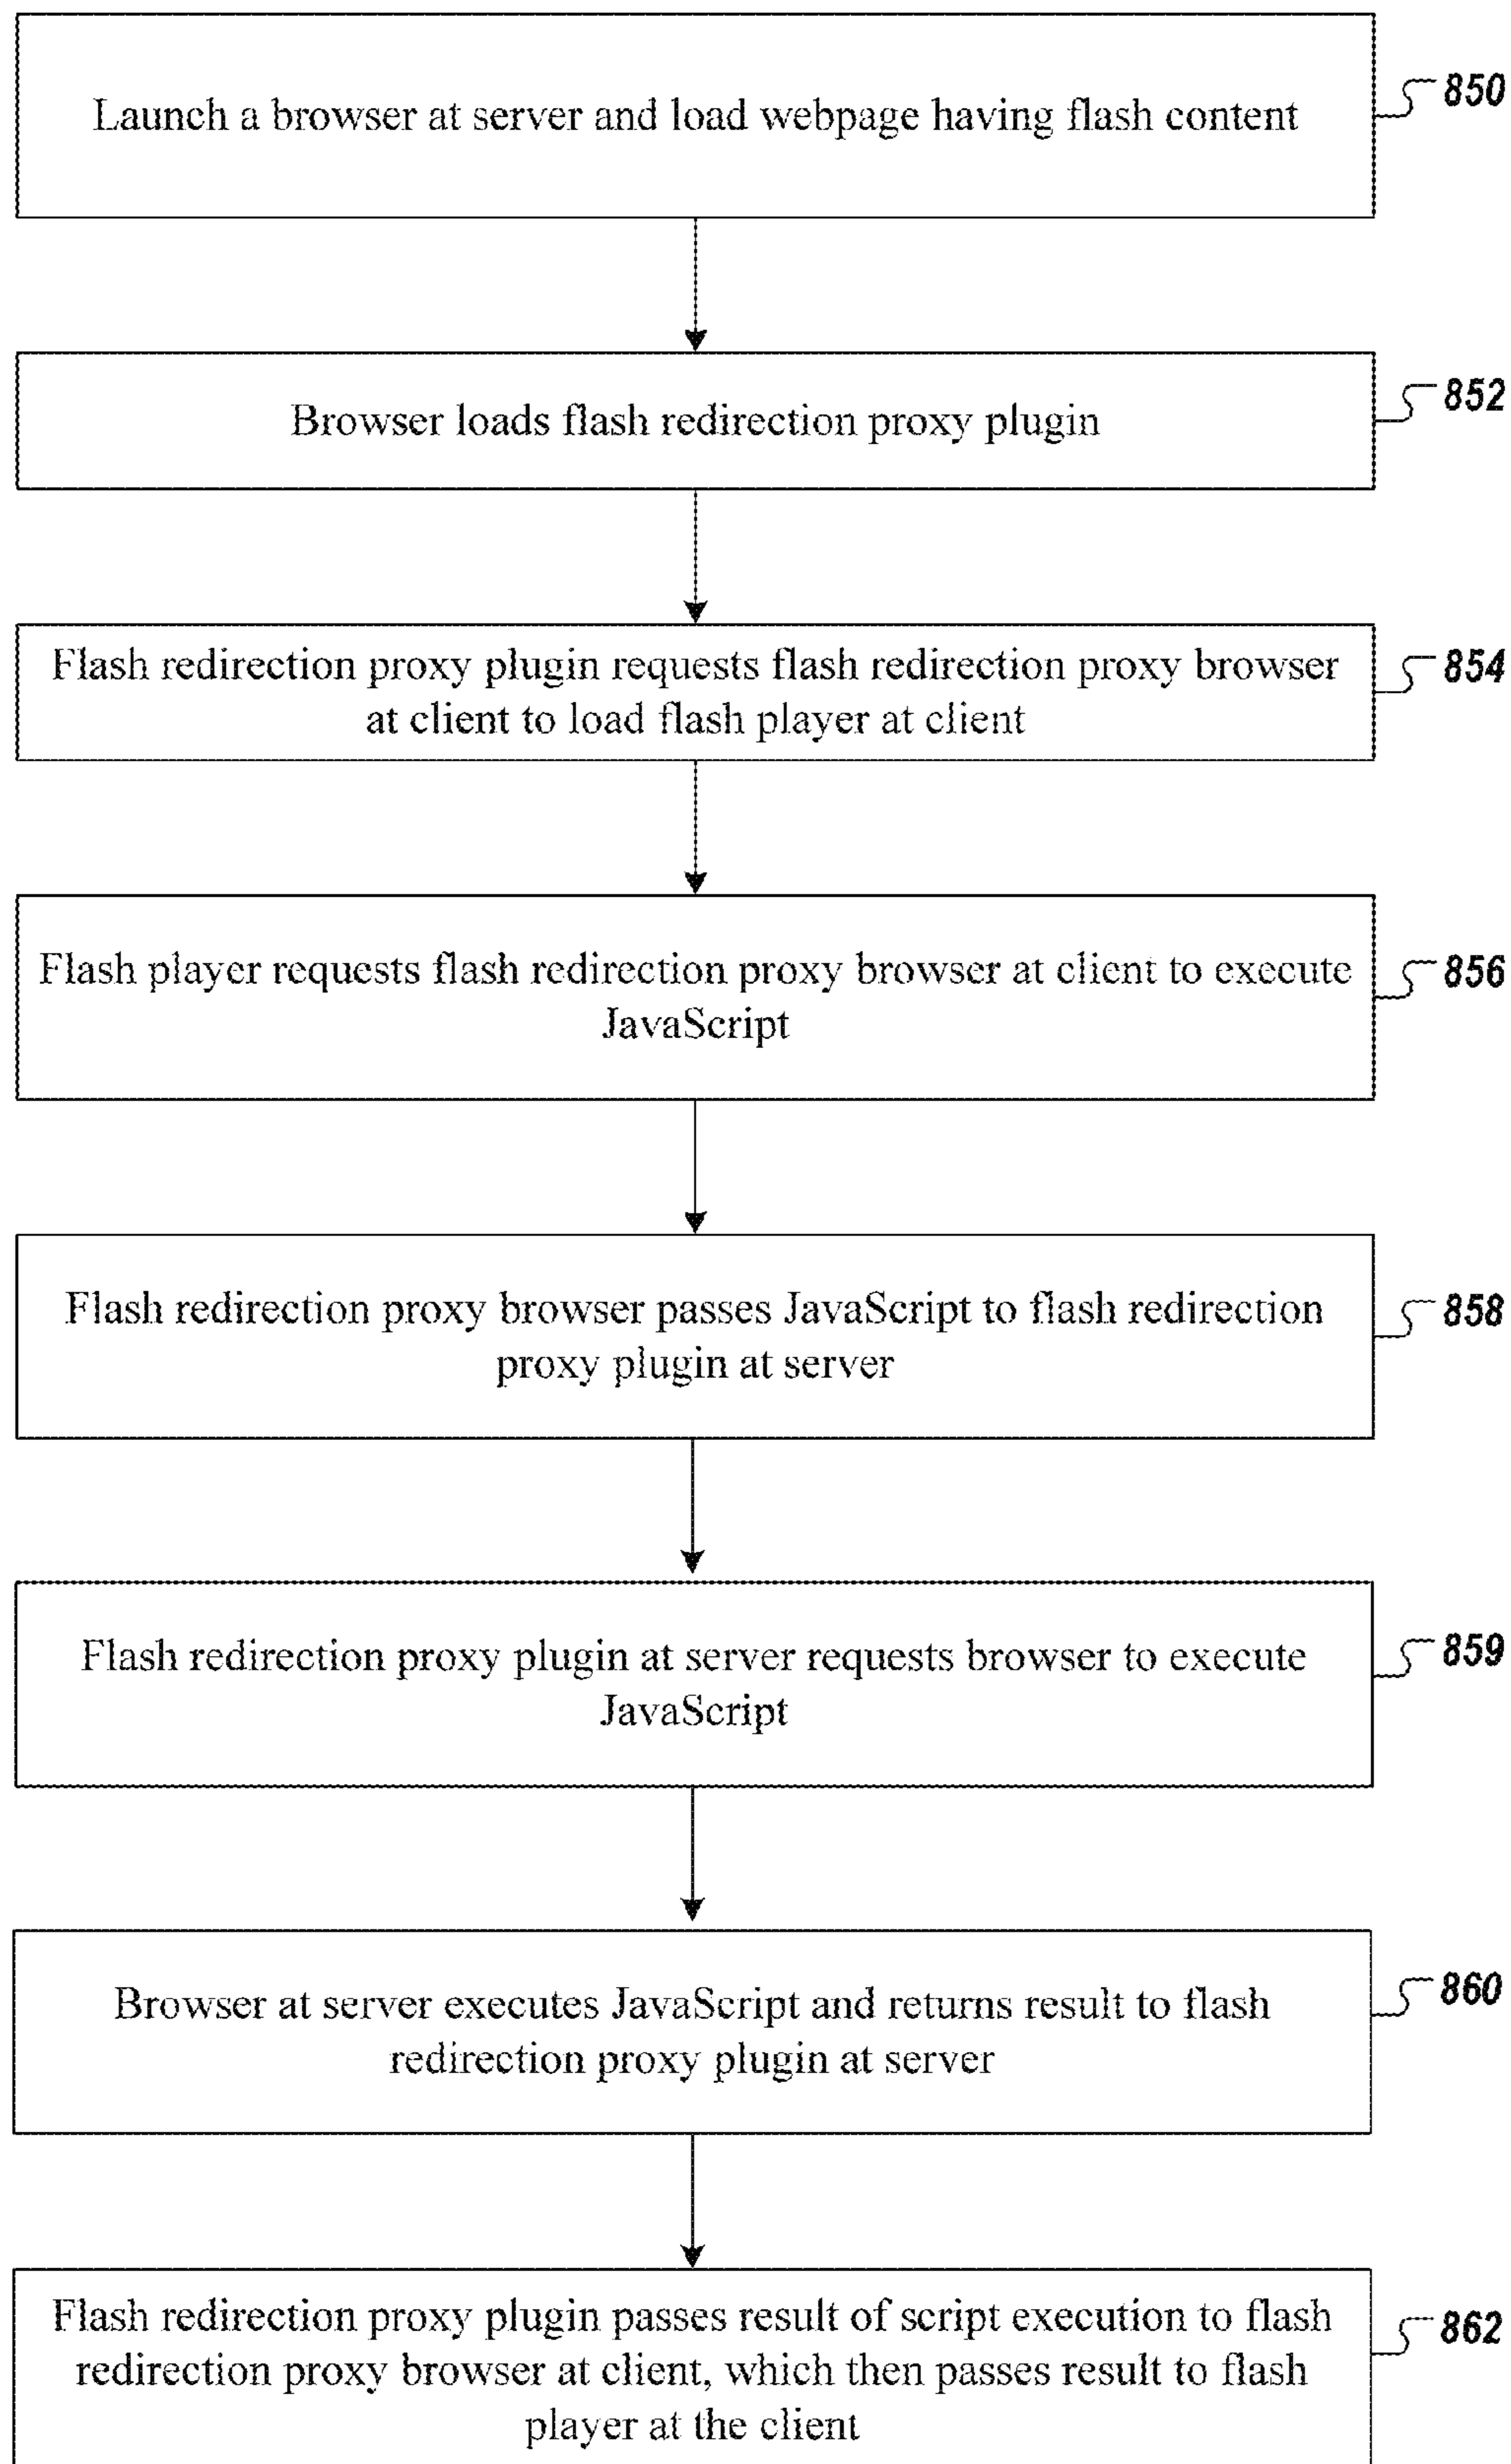 Launch a browser at server and load webpage having flash content
850
Browser loads flash redirection proxy plugin
852
Flash redirection proxy plugin requests flash redirection proxy browser
at client to load flash player at client
854
Flash player requests flash redirection proxy browser at client to execute
JavaScript
856
Flash redirection proxy browser passes JavaScript to flash redirection
proxy plugin at server
858
Flash redirection proxy plugin at server requests browser to execute
JavaScript
859
Browser at server executes JavaScript and returns result to flash
redirection proxy plugin at server
860
Flash redirection proxy plugin passes result of script execution to flash
redirection proxy browser at client, which then passes result to flash
player at the client
862